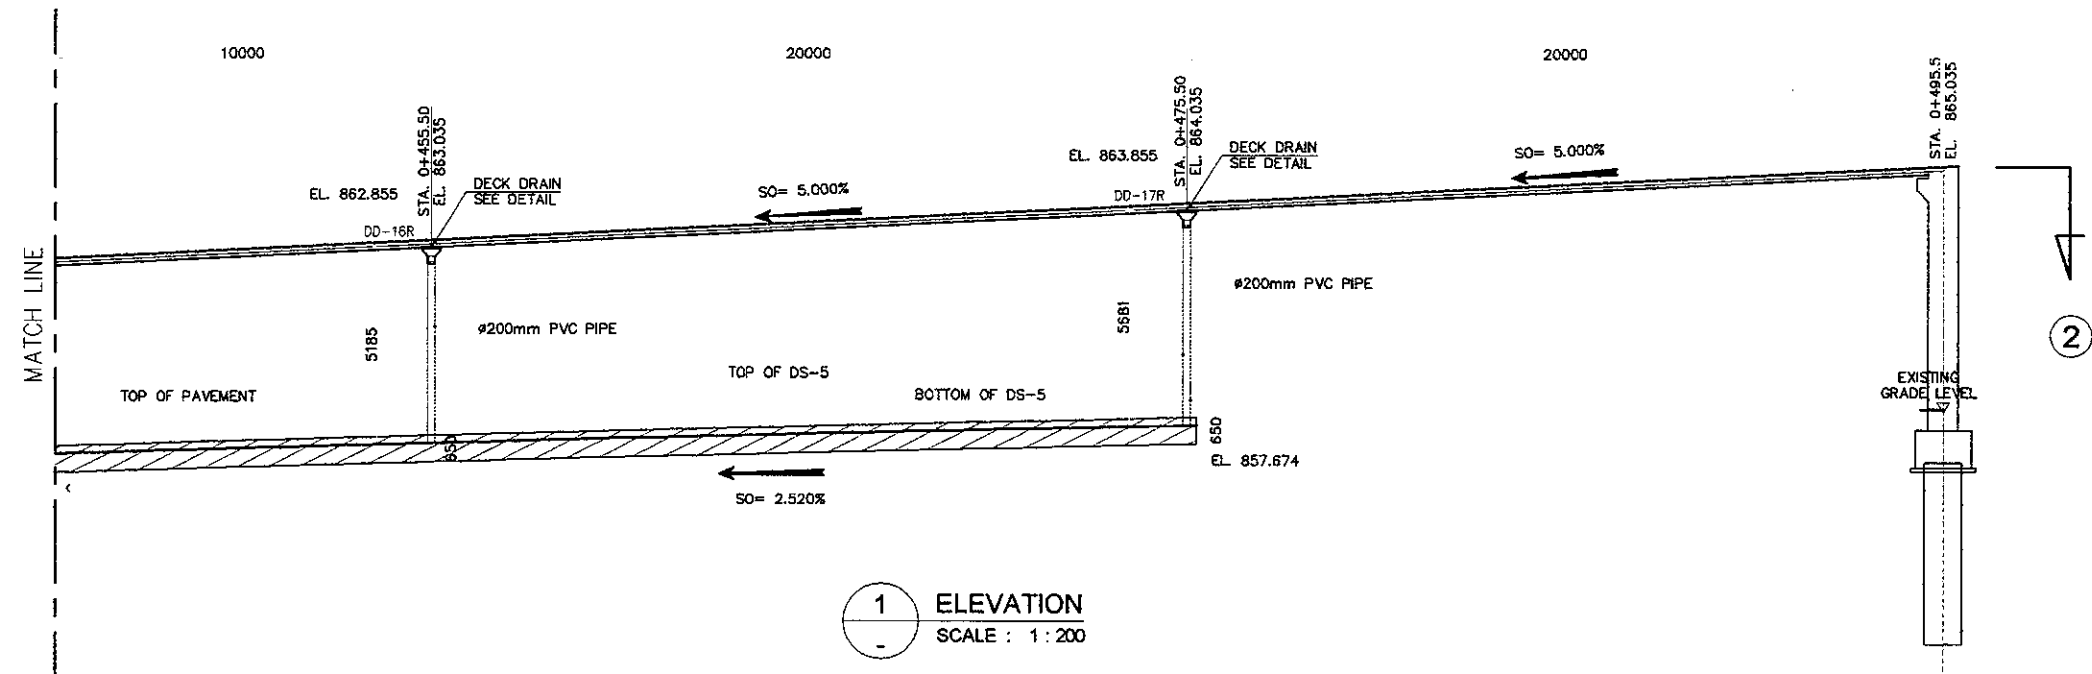 10000
20000
20000
STA. 0+455.50
EL. 863.035
STA. 0+475.50
EL. 864.035
STA. 0+495.5
EL. 865.035
EL. 862.855
DECK DRAIN
SEE DETAIL
DD-16R
SO= 5.000%
EL. 863.855
DECK DRAIN
SEE DETAIL
DD-17R
SO= 5.000%
MATCH LINE
5185
ø200mm PVC PIPE
5681
ø200mm PVC PIPE
2
TOP OF PAVEMENT
TOP OF DS-5
BOTTOM OF DS-5
EXISTING
GRADE LEVEL
650
650
EL. 857.674
SO= 2.520%
1
-
ELEVATION
SCALE : 1 : 200